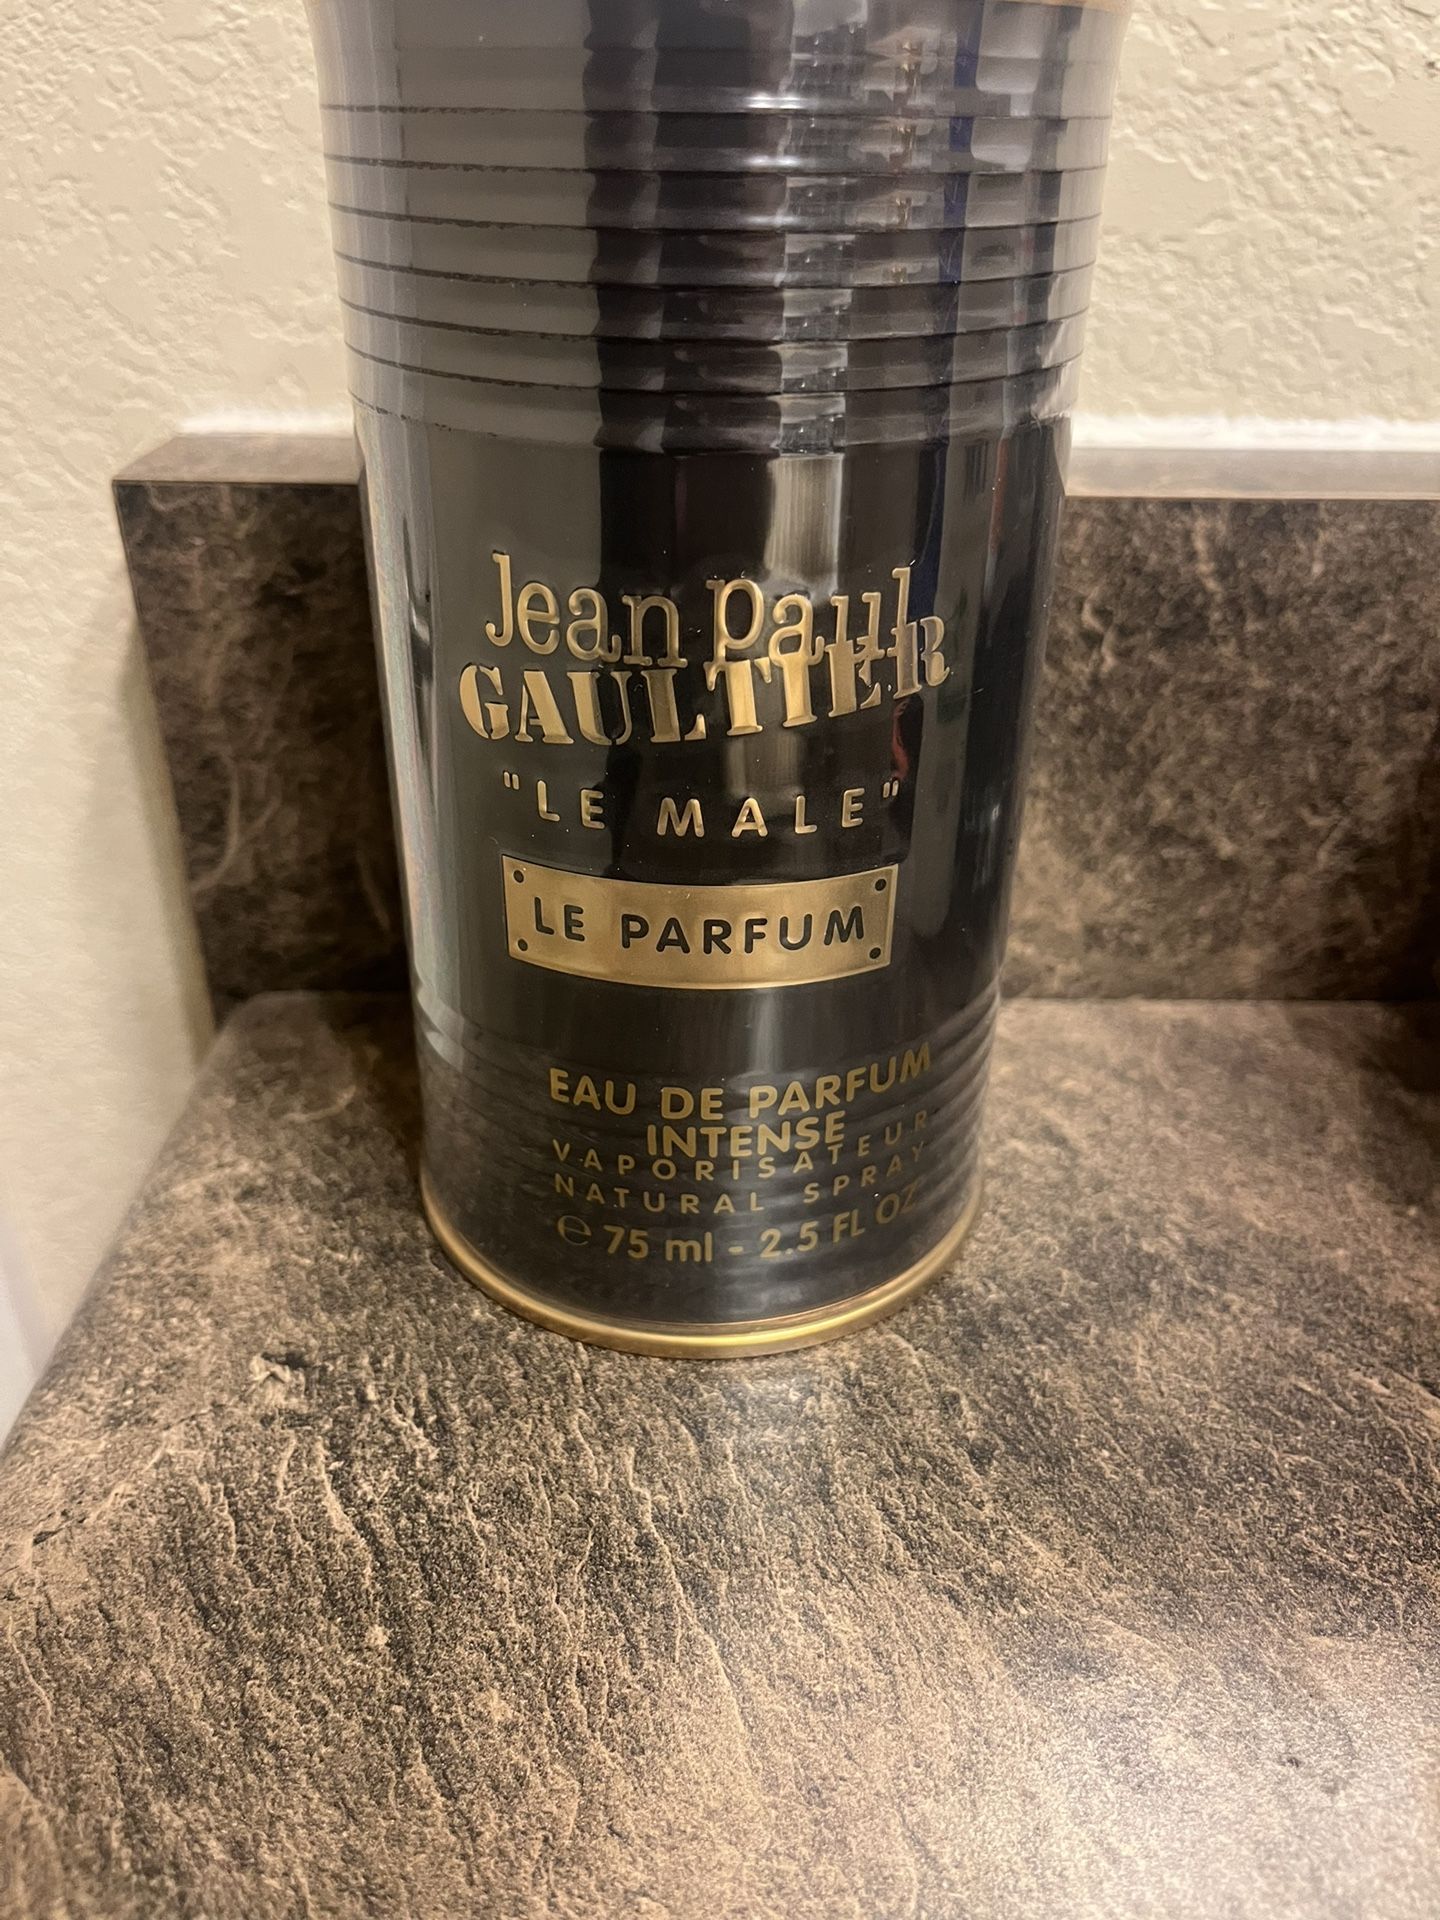 Jean Paul
GAULTIER
"LE MALE"
LE PARFUM
EAU DE PARFUM
INTENSE
VAPORISATEUR
NATURAL SPRAY
℮ 75 ml - 2.5 FL OZ